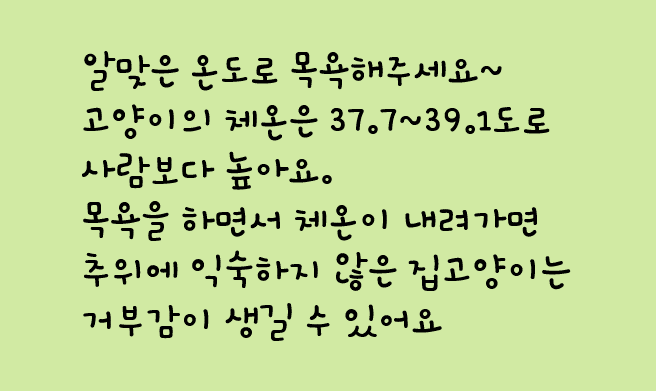 알맞은 온도로 목욕해주세요~
고양이의 체온은 37.7~39.1도로
사람보다 높아요.
목욕을 하면서 체온이 내려가면
추위에 익숙하지 않은 집고양이는
거부감이 생길 수 있어요